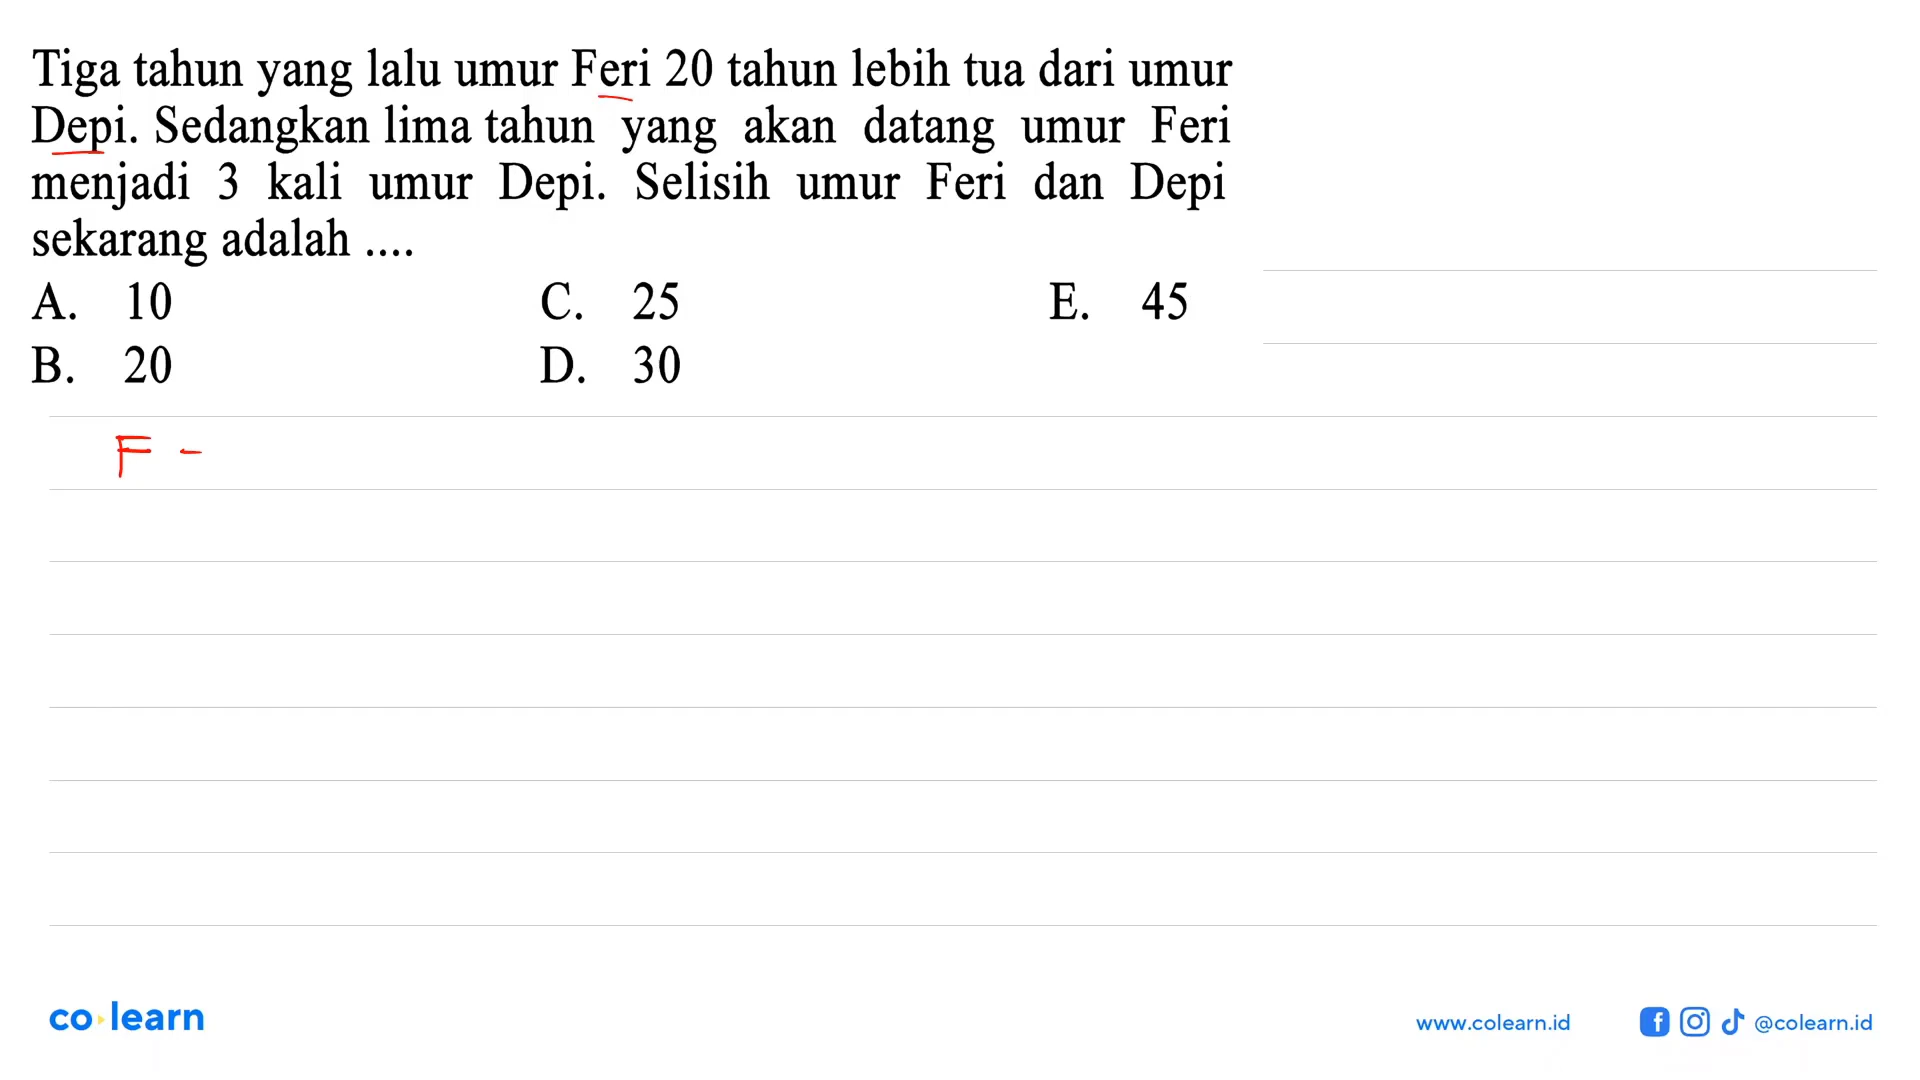 Tiga tahun yang lalu umur Feri 20 tahun lebih tua dari umur
Depi. Sedangkan lima tahun yang akan datang umur Feri
menjadi 3 kali umur Depi. Selisih umur Feri dan Depi
sekarang adalah ....
A. 10 C. 25 E. 45
B. 20 D. 30
F -
co learn
www.colearn.id @colearn.id